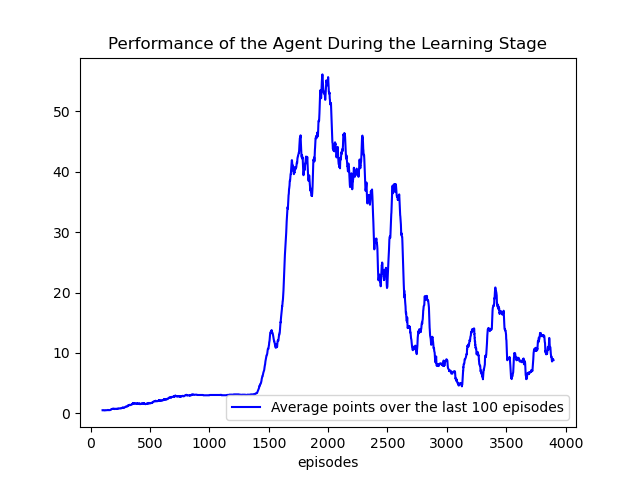 Performance of the Agent During the Learning Stage
50
40
30
20
10
0
Average points over the last 100 episodes
0 500 1000 1500 2000 2500 3000 3500 4000
episodes